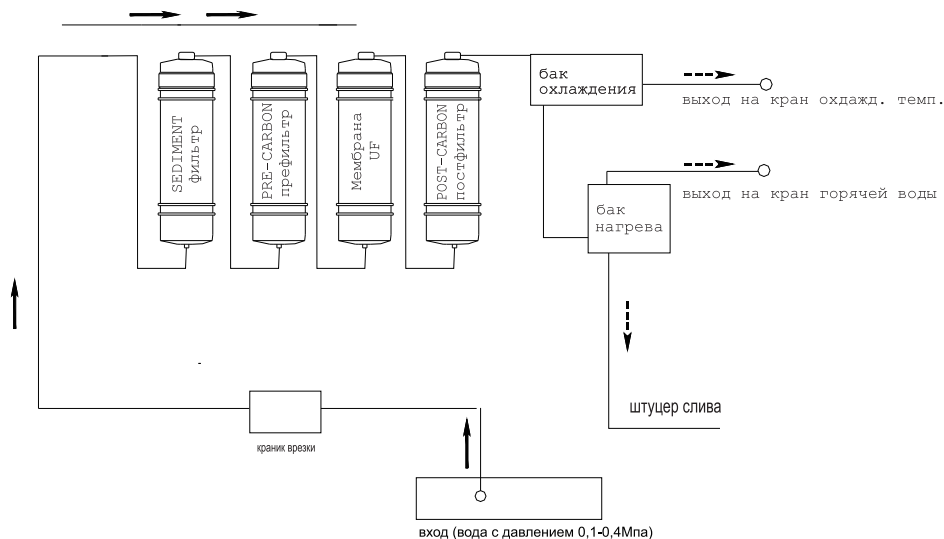 SEDIMENT
фильтр
PRE-CARBON
префильтр
Мембрана
UF
POST-CARBON
постфильтр
бак
охлаждения
выход на кран охдажд. темп.
бак
нагрева
выход на кран горячей воды
штуцер слива
краник врезки
вход (вода с давлением 0,1-0,4Мпа)